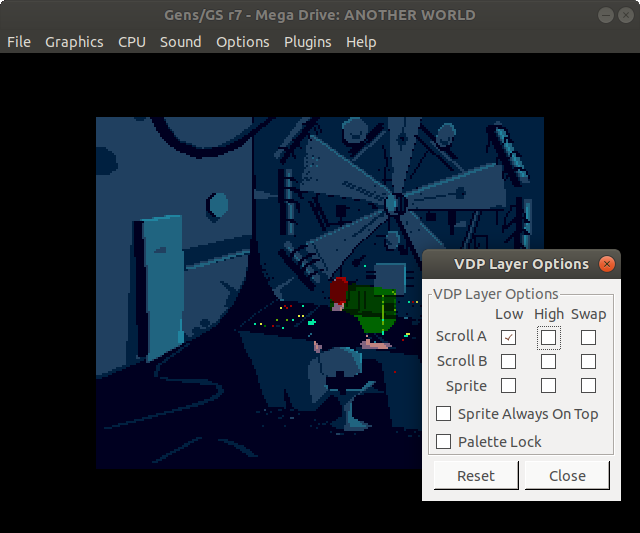 Gens/GS r7 - Mega Drive: ANOTHER WORLD
File Graphics CPU Sound Options Plugins Help
VDP Layer Options
VDP Layer Options
Low High Swap
Scroll A
Scroll B
Sprite
Sprite Always On Top
Palette Lock
Reset Close